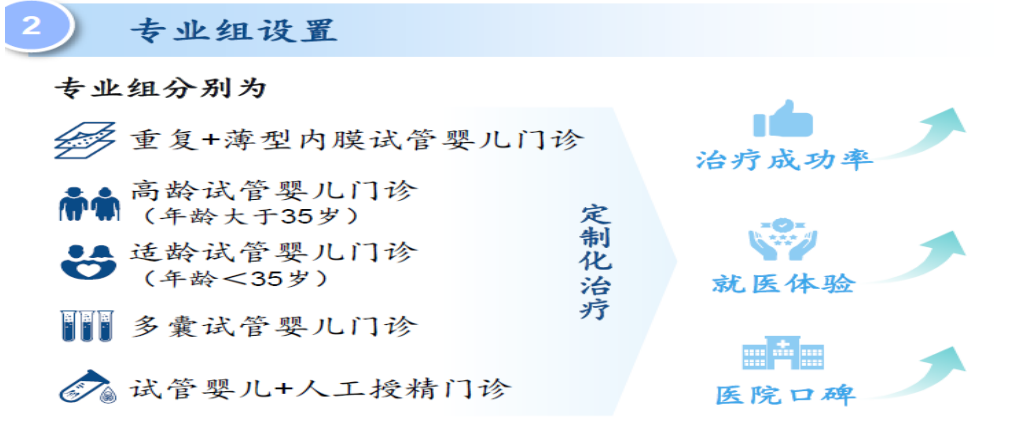 2
专业组设置
专业组分别为
重复+薄型内膜试管婴儿门诊
高龄试管婴儿门诊
（年龄大于35岁）
适龄试管婴儿门诊
（年龄＜35岁）
多囊试管婴儿门诊
试管婴儿+人工授精门诊
定制化治疗
治疗成功率
就医体验
医院口碑